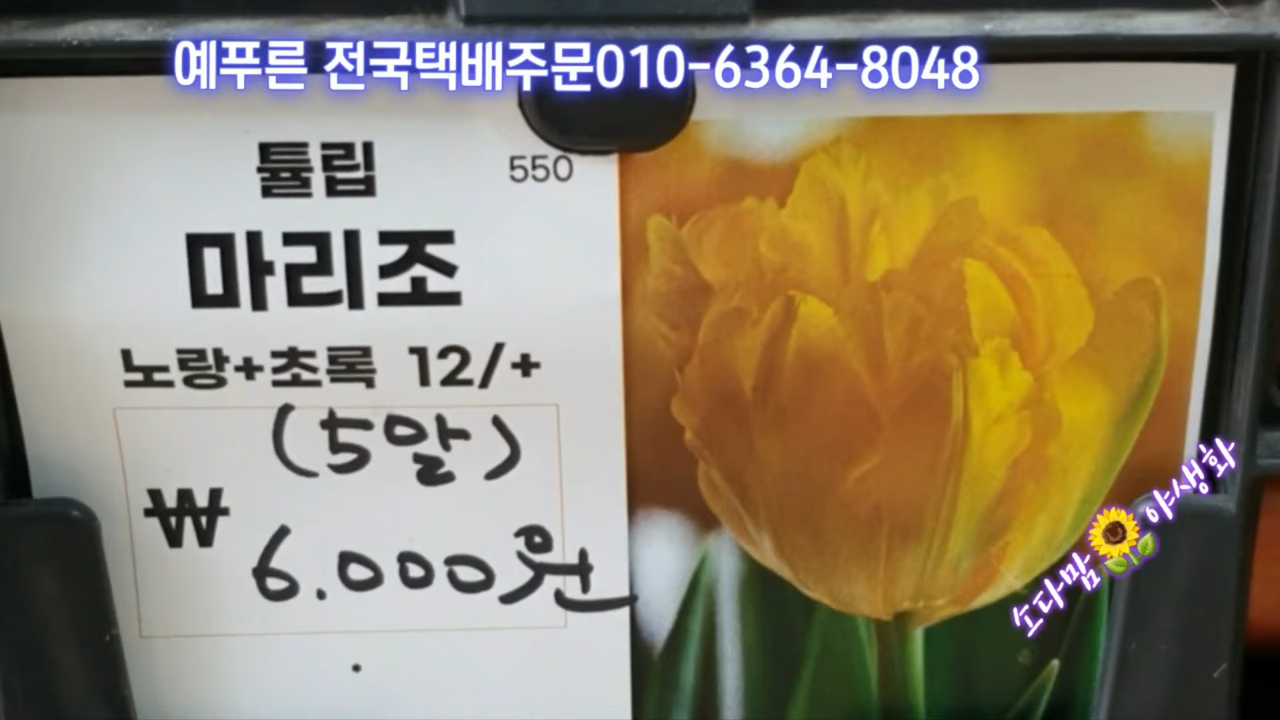 예푸른 전국택배주문010-6364-8048
튤립
550
마리조
노랑+초록 12/+
(5알)
₩
6.000원
소다맘 야생화